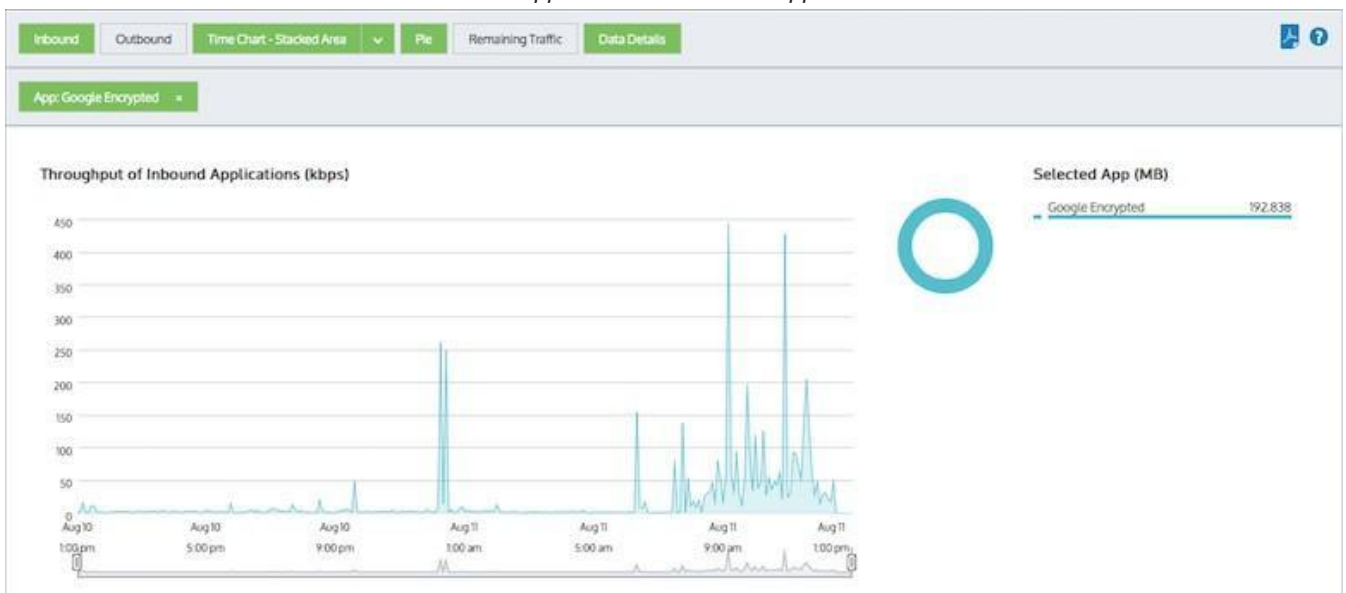 Inbound Outbound Time Chart - Stacked Area Pie Remaining Traffic Data Details
App: Google Encrypted ×
Throughput of Inbound Applications (kbps)
Selected App (MB)
Google Encrypted 192.838
450
400
350
300
250
200
150
100
50
0
Aug 10 Aug 10 Aug 10 Aug 11 Aug 11 Aug 11 Aug 11
1:00 pm 5:00 pm 9:00 pm 1:00 am 5:00 am 9:00 am 1:00 pm